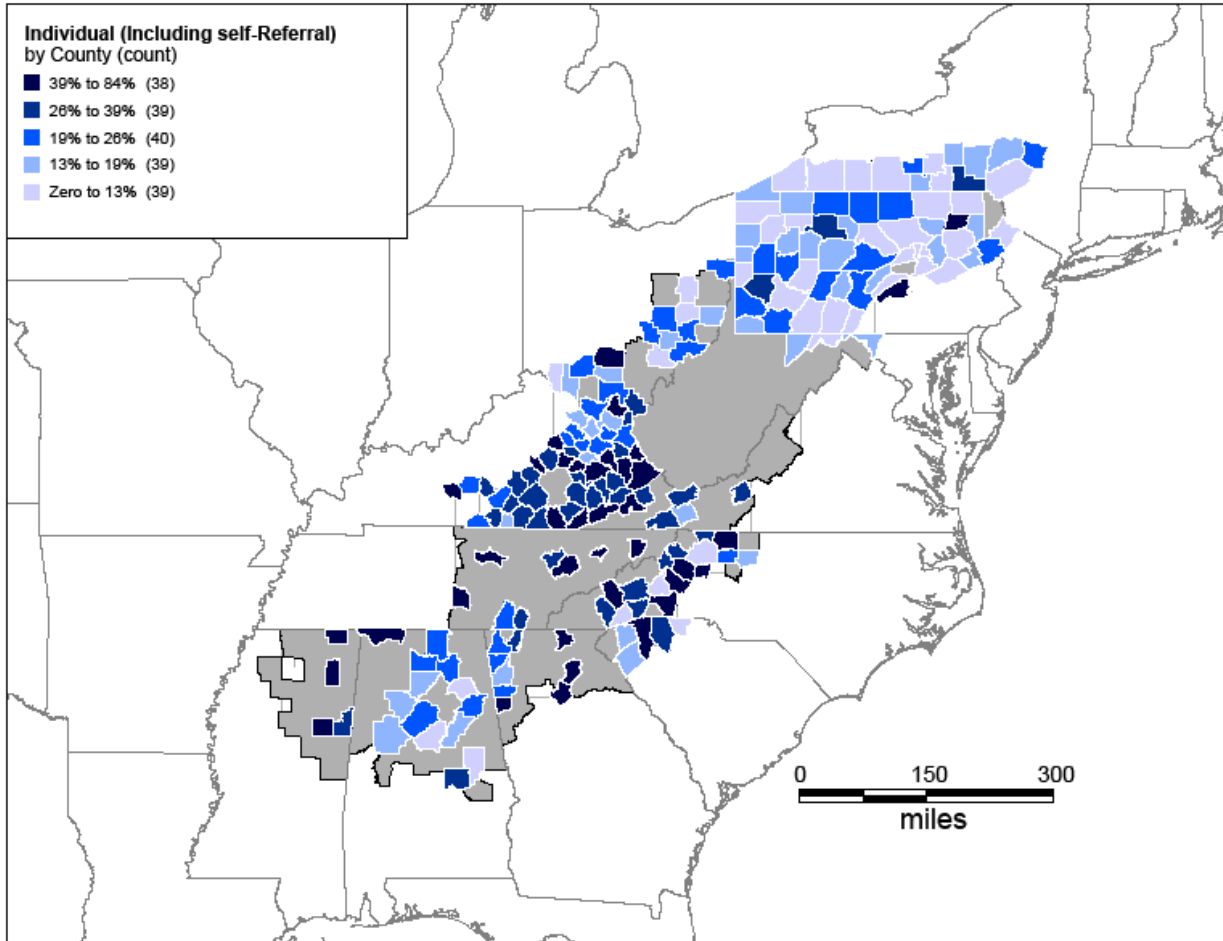 Individual (Including self-Referral)
by County (count)
39% to 84% (38)
26% to 39% (39)
19% to 26% (40)
13% to 19% (39)
Zero to 13% (39)
0 150 300
miles